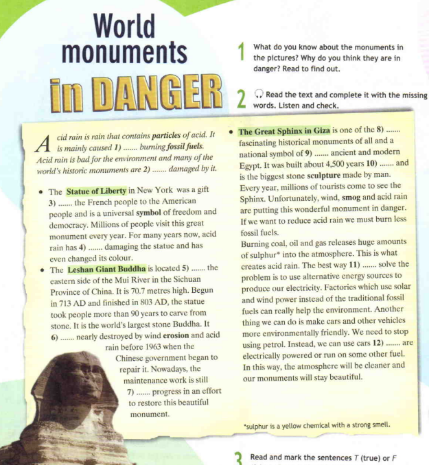 World
monuments
in DANGER
1 What do you know about the monuments in
the pictures? Why do you think they are in
danger? Read to find out.
2 Read the text and complete it with the missing
words. Listen and check.
Acid rain is rain that contains particles of acid. It
is mainly caused 1) ....... burning fossil fuels.
Acid rain is bad for the environment and many of the
world's historic monuments are 2) ....... damaged by it.
• The Statue of Liberty in New York was a gift
3) ....... the French people to the American
people and is a universal symbol of freedom and
democracy. Millions of people visit this great
monument every year. For many years now, acid
rain has 4) ....... damaging the statue and has
even changed its colour.
• The Leshan Giant Buddha is located 5) ....... the
eastern side of the Mui River in the Sichuan
Province of China. It is 70.7 metres high. Begun
in 713 AD and finished in 803 AD, the statue
took people more than 90 years to carve from
stone. It is the world's largest stone Buddha. It
6) ....... nearly destroyed by wind erosion and acid
rain before 1963 when the
Chinese government began to
repair it. Nowadays, the
maintenance work is still
7) ....... progress in an effort
to restore this beautiful
monument.
• The Great Sphinx in Giza is one of the 8) .......
fascinating historical monuments of all and a
national symbol of 9) ....... ancient and modern
Egypt. It was built about 4,500 years 10) ....... and
is the biggest stone sculpture made by man.
Every year, millions of tourists come to see the
Sphinx. Unfortunately, wind, smog and acid rain
are putting this wonderful monument in danger.
If we want to reduce acid rain we must burn less
fossil fuels.
Burning coal, oil and gas releases huge amounts
of sulphur* into the atmosphere. This is what
creates acid rain. The best way 11) ....... solve the
problem is to use alternative energy sources to
produce our electricity. Factories which use solar
and wind power instead of the traditional fossil
fuels can really help the environment. Another
thing we can do is make cars and other vehicles
more environmentally friendly. We need to stop
using petrol. Instead, we can use cars 12) ....... are
electrically powered or run on some other fuel.
In this way, the atmosphere will be cleaner and
our monuments will stay beautiful.
*sulphur is a yellow chemical with a strong smell.
3 Read and mark the sentences T (true) or F